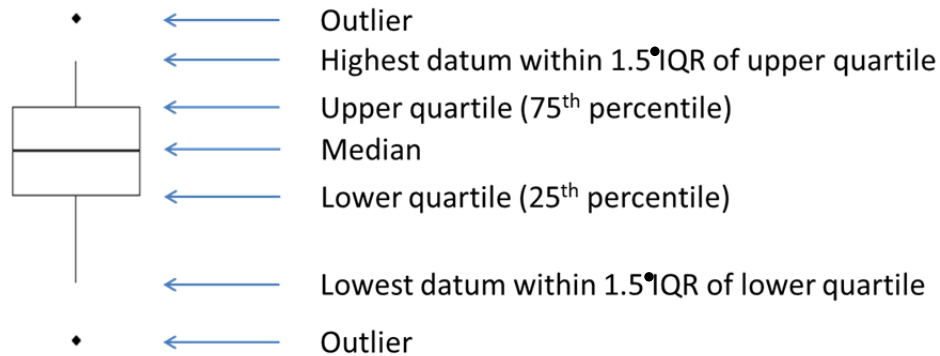 Outlier
Highest datum within 1.5•IQR of upper quartile
Upper quartile (75th percentile)
Median
Lower quartile (25th percentile)
Lowest datum within 1.5•IQR of lower quartile
Outlier